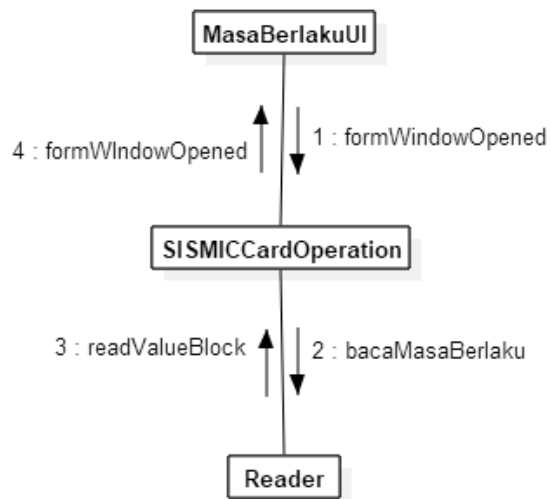 MasaBerlakuUI
1 : formWindowOpened
4 : formWIndowOpened
SISMICCardOperation
3 : readValueBlock
2 : bacaMasaBerlaku
Reader